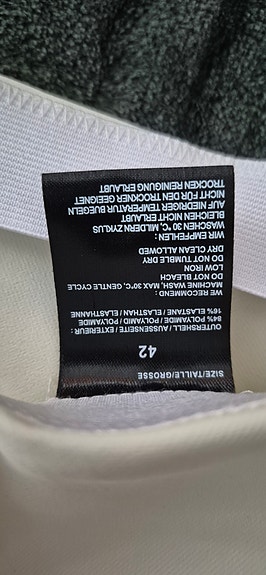 SIZE/TAILLE/GRÖSSE
42
OUTERSHELL / AUSSENSEITE / EXTERIEUR :
84% POLYAMIDE / POLYAMID / POLYAMIDE
16% ELASTANE / ELASTHAN / ELASTHANNE
WE RECOMMEND:
MACHINE WASH, MAX 30°C, GENTLE CYCLE
DO NOT BLEACH
LOW IRON
DO NOT TUMBLE DRY
DRY CLEAN ALLOWED
WIR EMPFEHLEN :
WASCHEN 30 °C, MILDER ZYKLUS
BLEICHEN NICHT ERLAUBT
AUF NIEDRIGER TEMPERATUR BUEGELN
NICHT FÜR DEN TROCKNER GEEIGNET
TROCKEN REINIGUNG ERLAUBT